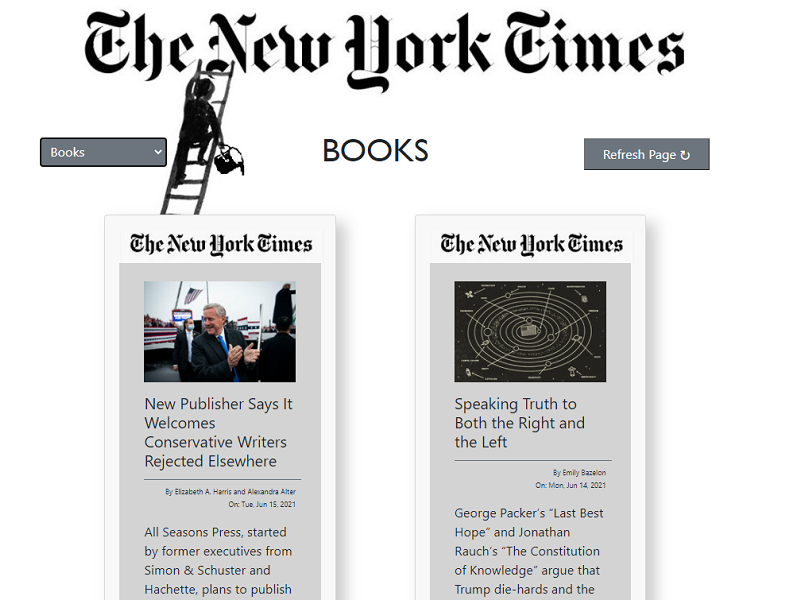 The New York Times
Books
BOOKS
Refresh Page ↻
The New York Times
New Publisher Says It
Welcomes
Conservative Writers
Rejected Elsewhere
By Elizabeth A. Harris and Alexandra Alter
On: Tue, Jun 15, 2021
All Seasons Press, started
by former executives from
Simon & Schuster and
Hachette, plans to publish
The New York Times
Speaking Truth to
Both the Right and
the Left
By Emily Bazelon
On: Mon, Jun 14, 2021
George Packer’s “Last Best
Hope” and Jonathan
Rauch’s “The Constitution
of Knowledge” argue that
Trump die-hards and the